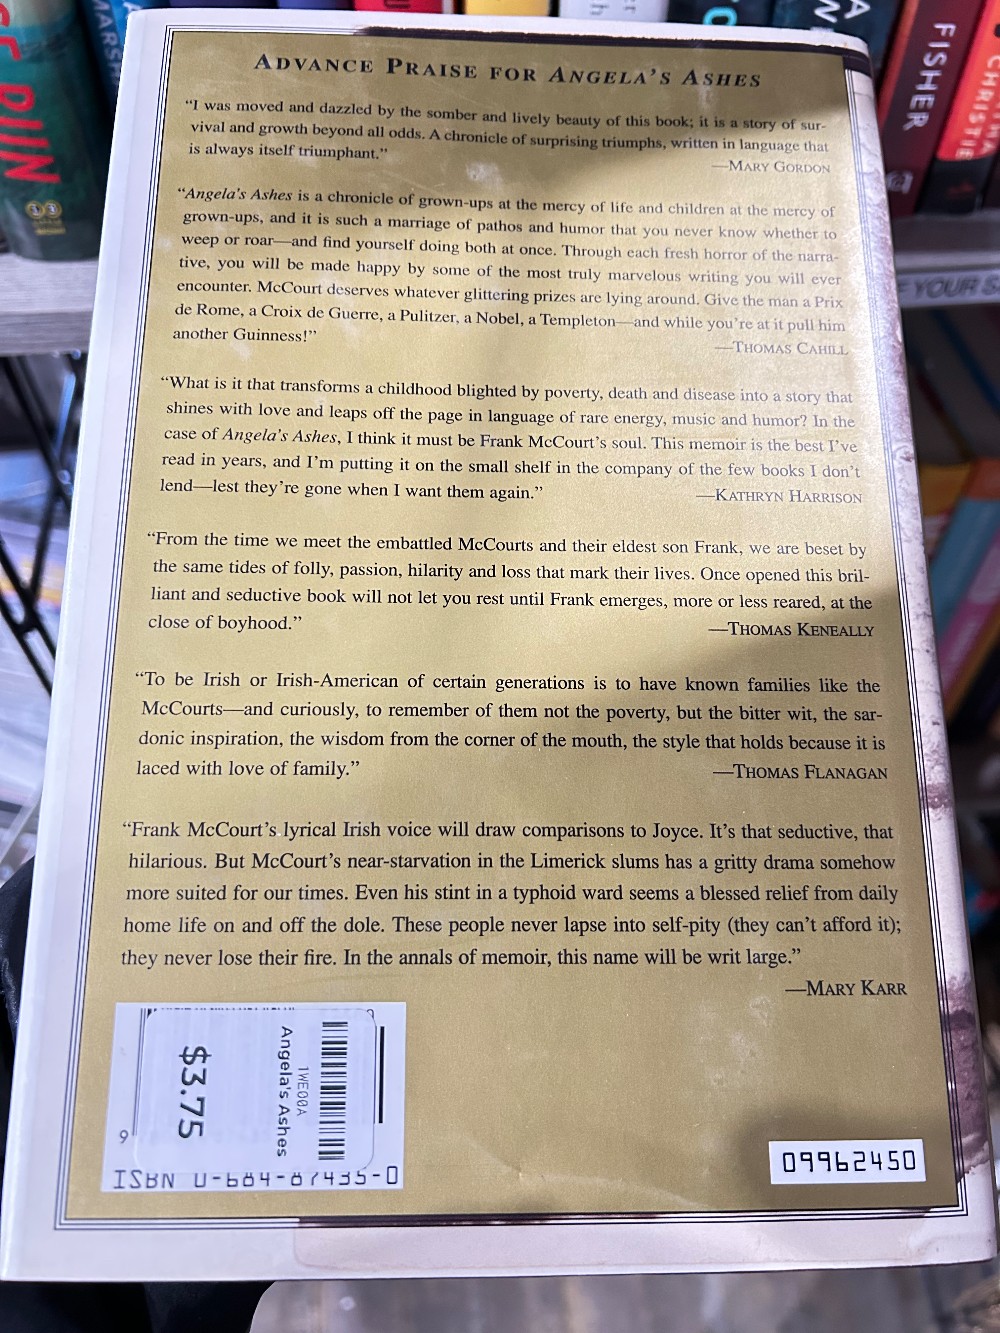 ADVANCE PRAISE FOR ANGELA'S ASHES
“I was moved and dazzled by the somber and lively beauty of this book; it is a story of sur-
vival and growth beyond all odds. A chronicle of surprising triumphs, written in language that
is always itself triumphant.”
—MARY GORDON
“Angela's Ashes is a chronicle of grown-ups at the mercy of life and children at the mercy of
grown-ups, and it is such a marriage of pathos and humor that you never know whether to
weep or roar—and find yourself doing both at once. Through each fresh horror of the narra-
tive, you will be made happy by some of the most truly marvelous writing you will ever
encounter. McCourt deserves whatever glittering prizes are lying around. Give the man a Prix
de Rome, a Croix de Guerre, a Pulitzer, a Nobel, a Templeton—and while you're at it pull him
another Guinness!”
—THOMAS CAHILL
“What is it that transforms a childhood blighted by poverty, death and disease into a story that
shines with love and leaps off the page in language of rare energy, music and humor? In the
case of Angela's Ashes, I think it must be Frank McCourt's soul. This memoir is the best I've
read in years, and I'm putting it on the small shelf in the company of the few books I don't
lend—lest they're gone when I want them again.”
—KATHRYN HARRISON
“From the time we meet the embattled McCourts and their eldest son Frank, we are beset by
the same tides of folly, passion, hilarity and loss that mark their lives. Once opened this bril-
liant and seductive book will not let you rest until Frank emerges, more or less reared, at the
close of boyhood.”
—THOMAS KENEALLY
“To be Irish or Irish-American of certain generations is to have known families like the
McCourts—and curiously, to remember of them not the poverty, but the bitter wit, the sar-
donic inspiration, the wisdom from the corner of the mouth, the style that holds because it is
laced with love of family.”
—THOMAS FLANAGAN
“Frank McCourt's lyrical Irish voice will draw comparisons to Joyce. It's that seductive, that
hilarious. But McCourt's near-starvation in the Limerick slums has a gritty drama somehow
more suited for our times. Even his stint in a typhoid ward seems a blessed relief from daily
home life on and off the dole. These people never lapse into self-pity (they can't afford it);
they never lose their fire. In the annals of memoir, this name will be writ large.”
—MARY KARR
1WE00A
Angela's Ashes
$3.75
9
ISBN 0-684-87435-0
09962450
FISHER
CHRISTIE
YOUR S